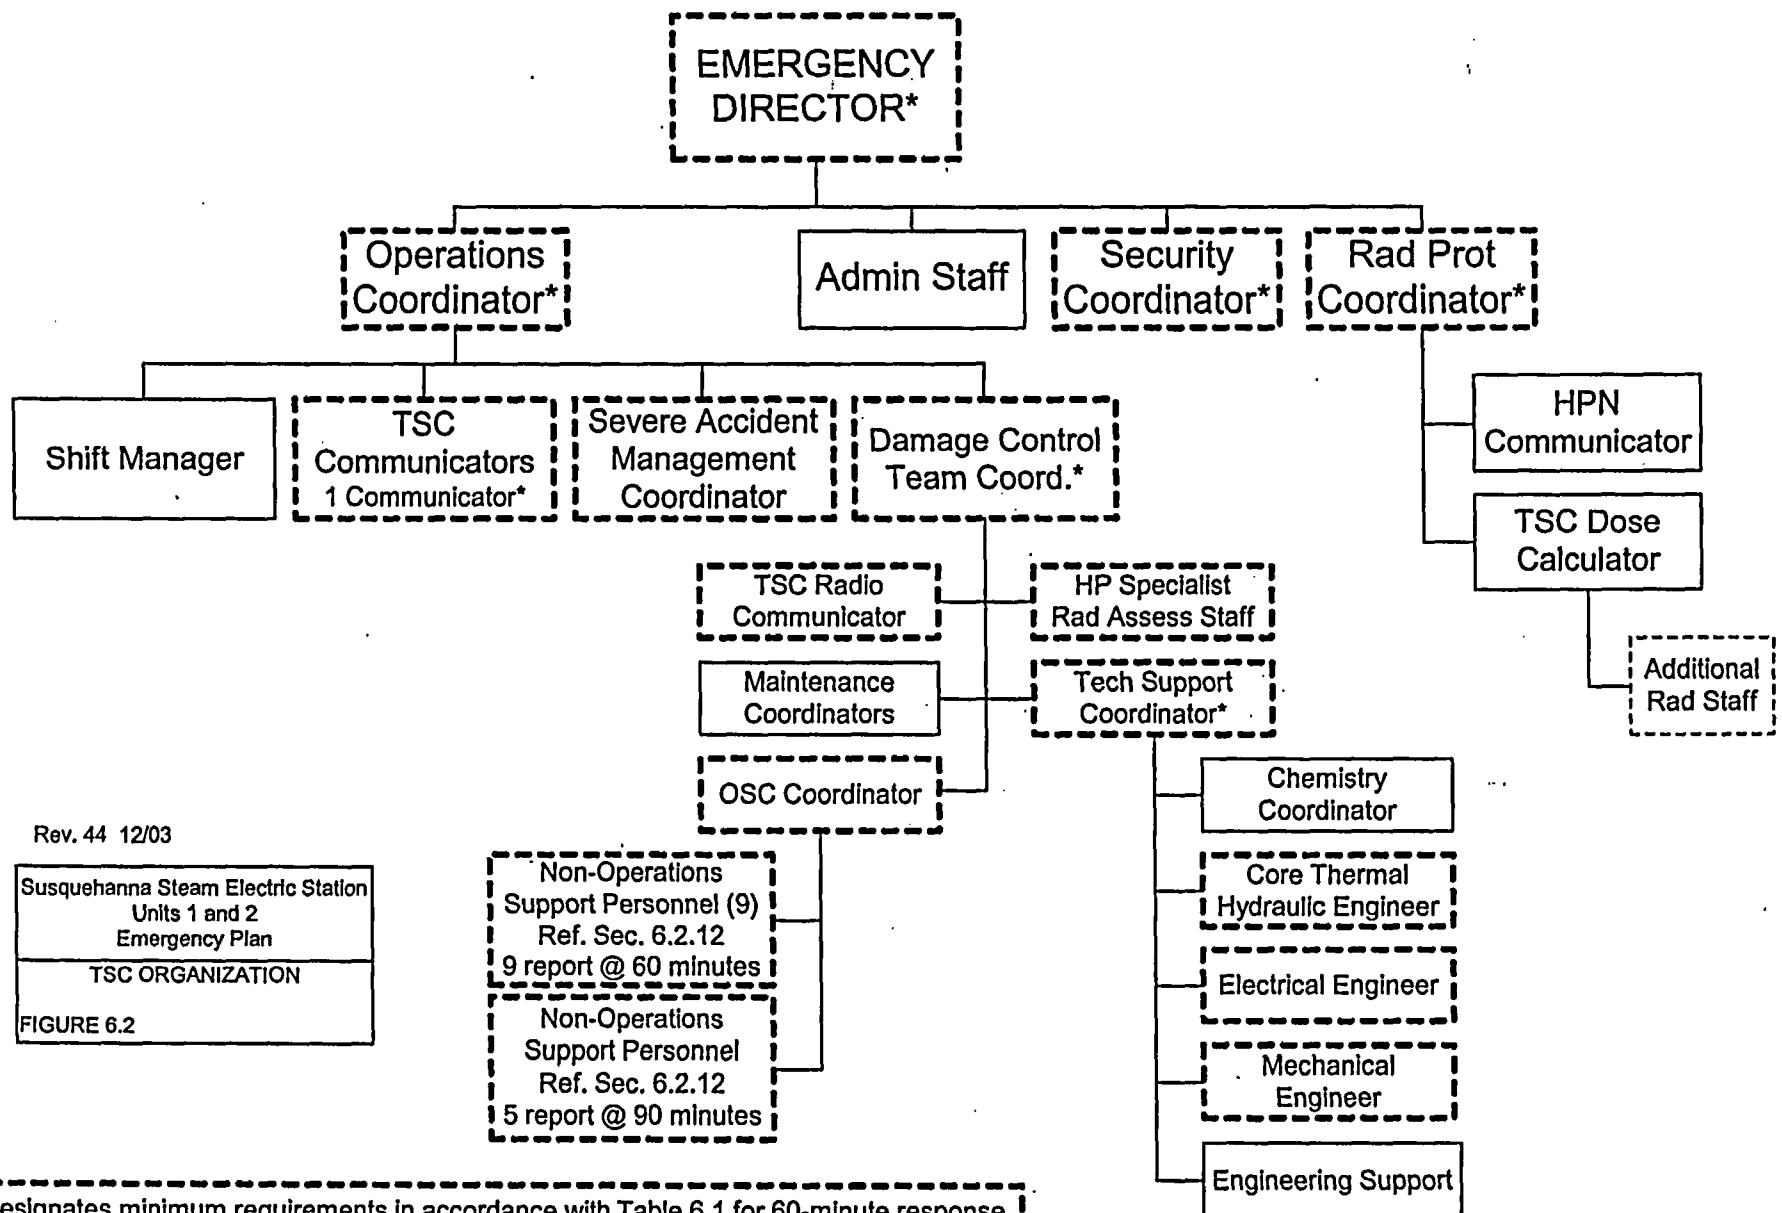 EMERGENCY
DIRECTOR*
Operations
Coordinator*
Admin Staff
Security
Coordinator*
Rad Prot
Coordinator*
Shift Manager
TSC
Communicators
1 Communicator*
Severe Accident
Management
Coordinator
Damage Control
Team Coord.*
HPN
Communicator
TSC Dose
Calculator
TSC Radio
Communicator
HP Specialist
Rad Assess Staff
Additional
Rad Staff
Maintenance
Coordinators
Tech Support
Coordinator*
OSC Coordinator
Chemistry
Coordinator
Core Thermal
Hydraulic Engineer
Electrical Engineer
Mechanical
Engineer
Engineering Support
Non-Operations
Support Personnel (9)
Ref. Sec. 6.2.12
9 report @ 60 minutes
Non-Operations
Support Personnel
Ref. Sec. 6.2.12
5 report @ 90 minutes
Rev. 44 12/03
Susquehanna Steam Electric Station
Units 1 and 2
Emergency Plan
TSC ORGANIZATION
FIGURE 6.2
esignates minimum requirements in accordance with Table 6.1 for 60-minute response